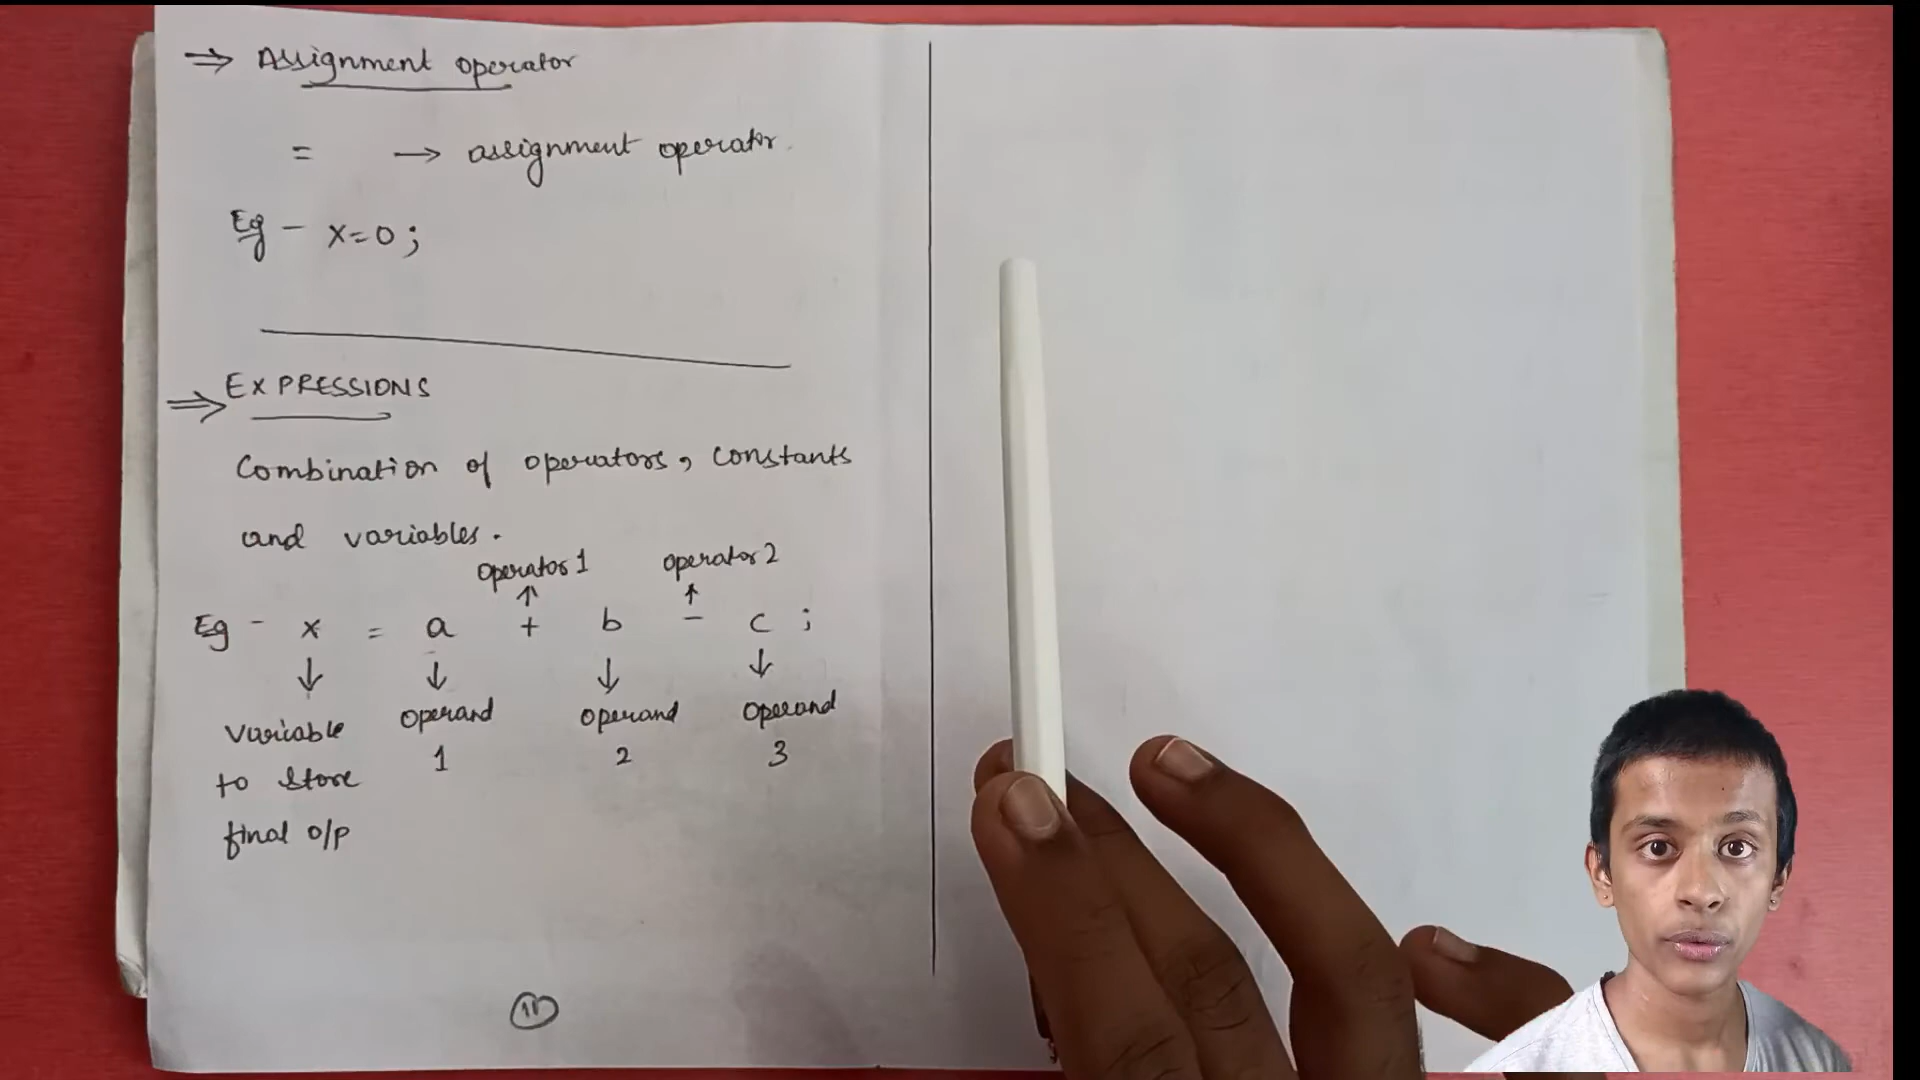 ⇒ Assignment operator
= → assignment operator.
Eg - x=0;
⇒ EXPRESSIONS
Combination of operators, constants
and variables.
operator 1 operator 2
↑ ↑
Eg - x = a + b - c ;
↓ ↓ ↓ ↓
Variable operand operand operand
to store 1 2 3
final o/p
11